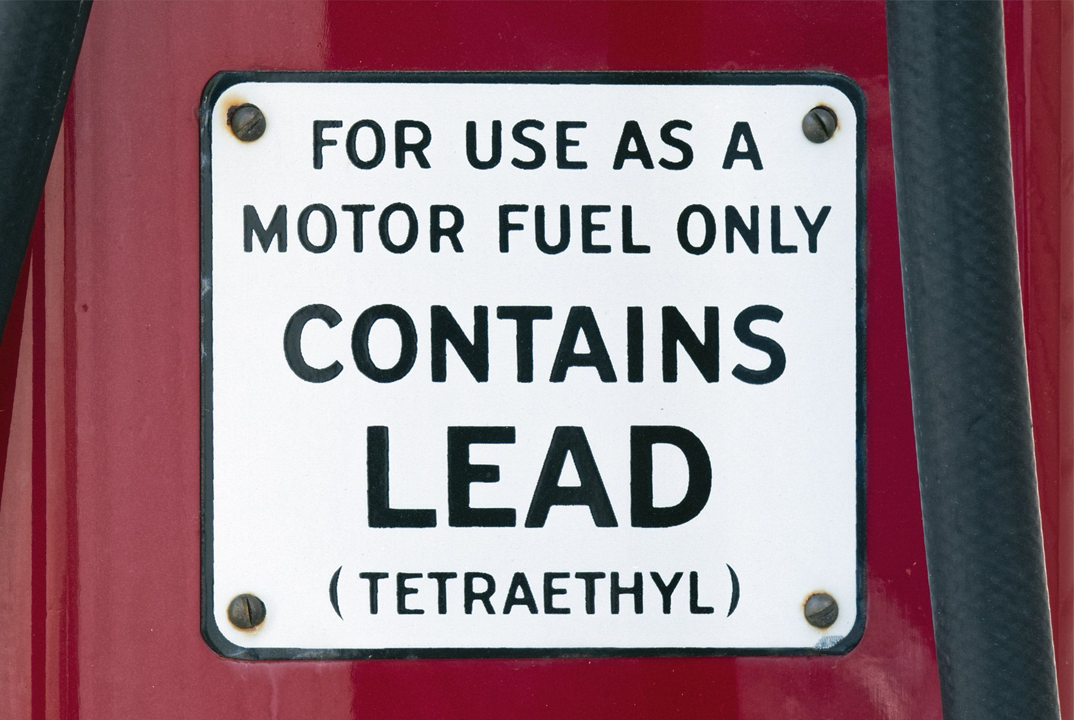 FOR USE AS A
MOTOR FUEL ONLY
CONTAINS
LEAD
(TETRAETHYL)